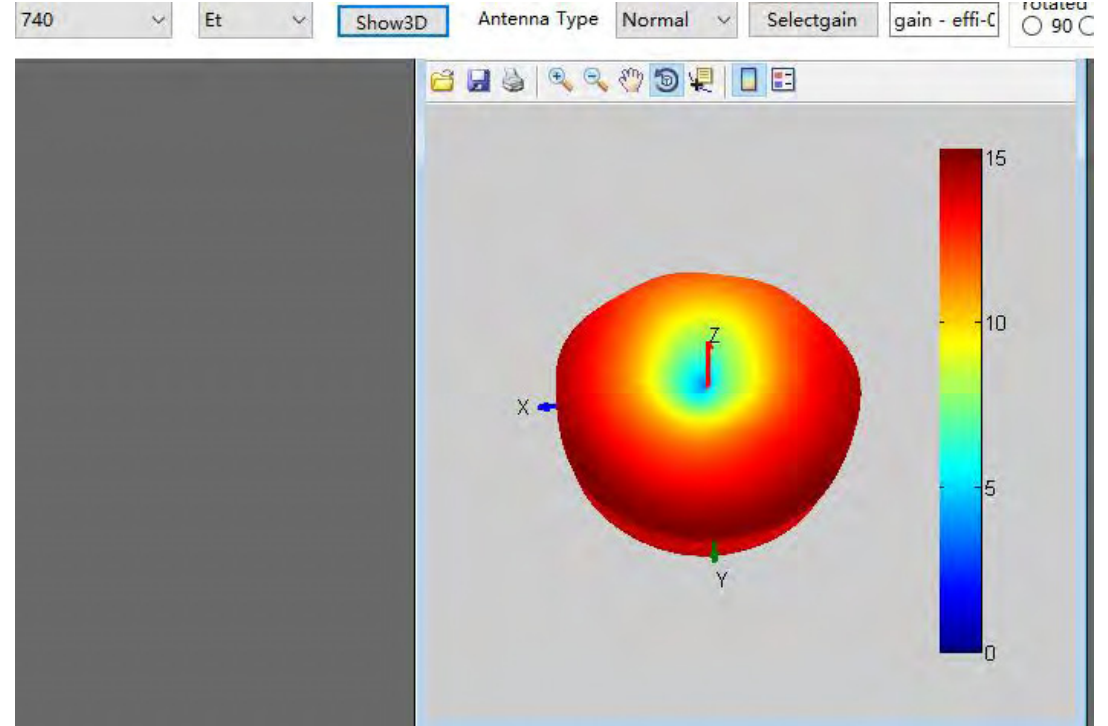 rotated
740 Et Show3D Antenna Type Normal Selectgain gain - effi-C 90
15
10
5
0
Z
X
Y